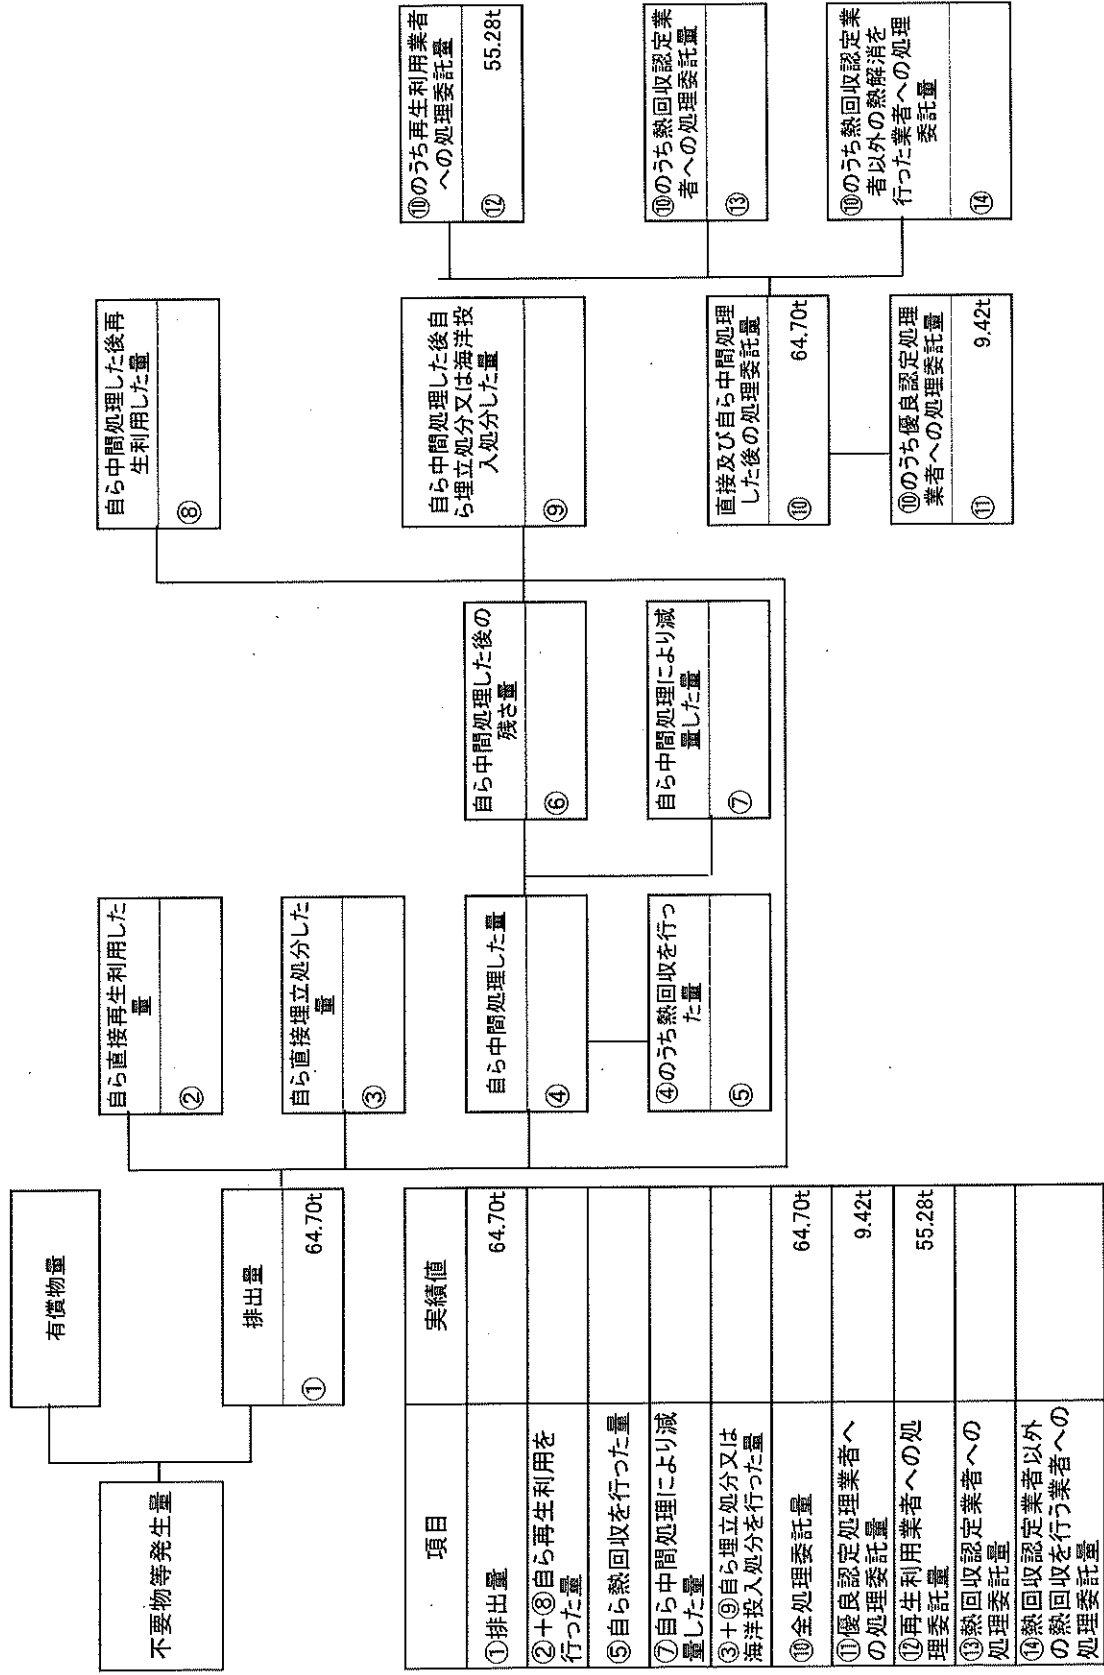 不要物等発生量
有償物量
排出量
①
64.70t
自ら直接再生利用した
量
②
自ら直接埋立処分した
量
③
自ら中間処理した量
④
④のうち熱回収を行っ
た量
⑤
自ら中間処理した後の
残さ量
⑥
自ら中間処理により減
量した量
⑦
自ら中間処理した後再
生利用した量
⑧
自ら中間処理した後自
ら埋立処分又は海洋投
入処分した量
⑨
直接及び自ら中間処理
した後の処理委託量
⑩
64.70t
⑩のうち優良認定処理
業者への処理委託量
⑪
9.42t
⑩のうち再生利用業者
への処理委託量
⑫
55.28t
⑩のうち熱回収認定業
者への処理委託量
⑬
⑩のうち熱回収認定業
者以外の熱解消を
行った業者への処理
委託量
⑭
項目
実績値
①排出量
64.70t
②+⑧自ら再生利用を
行った量
⑤自ら熱回収を行った量
⑦自ら中間処理により減
量した量
③+⑨自ら埋立処分又は
海洋投入処分を行った量
⑩全処理委託量
64.70t
⑪優良認定処理業者へ
の処理委託量
9.42t
⑫再生利用業者への処
理委託量
55.28t
⑬熱回収認定業者への
処理委託量
⑭熱回収認定業者以外
の熱回収を行う業者への
処理委託量